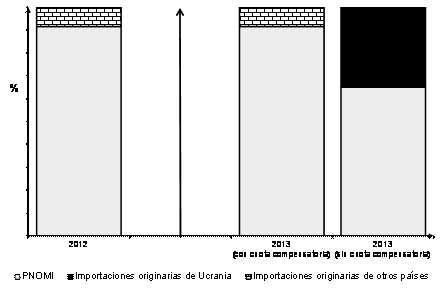 %
2012
2013
2013
(con cuota compensatoria)
(sin cuota compensatoria)
PNOMI
Importaciones originarias de Ucrania
Importaciones originarias de otros países